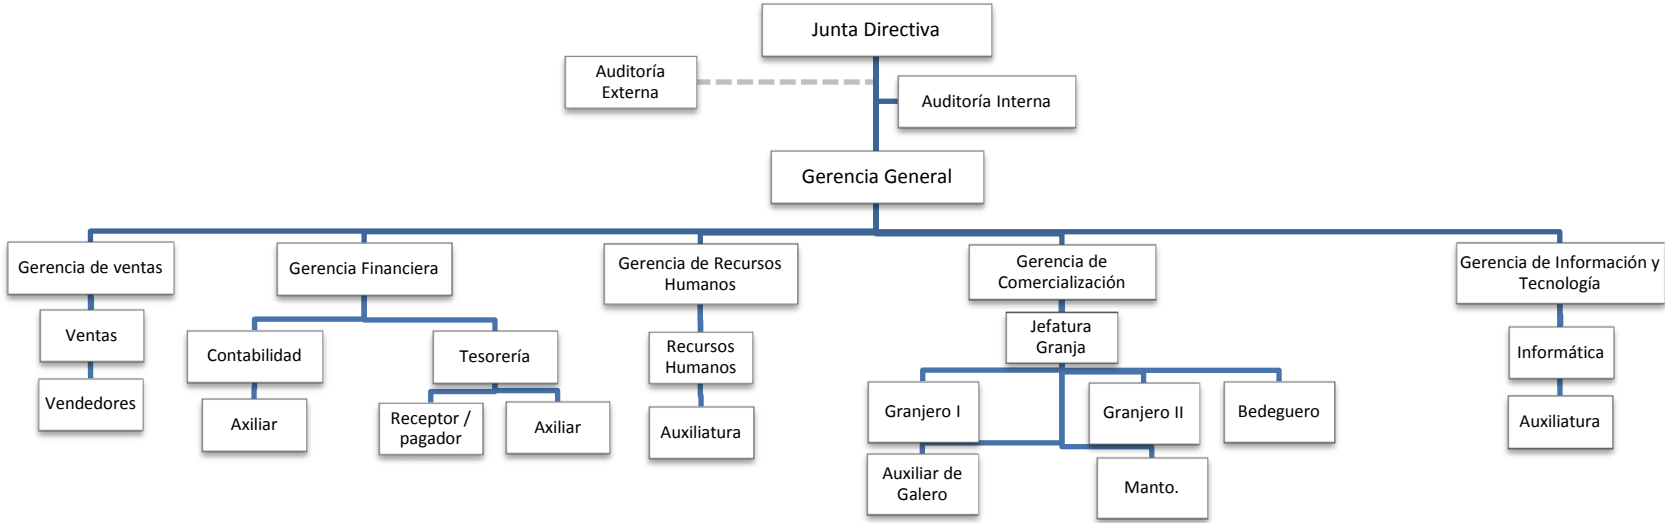 Junta Directiva
Auditoría
Externa
Auditoría Interna
Gerencia General
Gerencia de ventas
Gerencia Financiera
Gerencia de Recursos
Humanos
Gerencia de
Comercialización
Gerencia de Información y
Tecnología
Ventas
Contabilidad
Tesorería
Recursos
Humanos
Jefatura
Granja
Informática
Vendedores
Axiliar
Receptor /
pagador
Axiliar
Auxiliatura
Granjero I
Granjero II
Bedeguero
Auxiliatura
Auxiliar de
Galero
Manto.